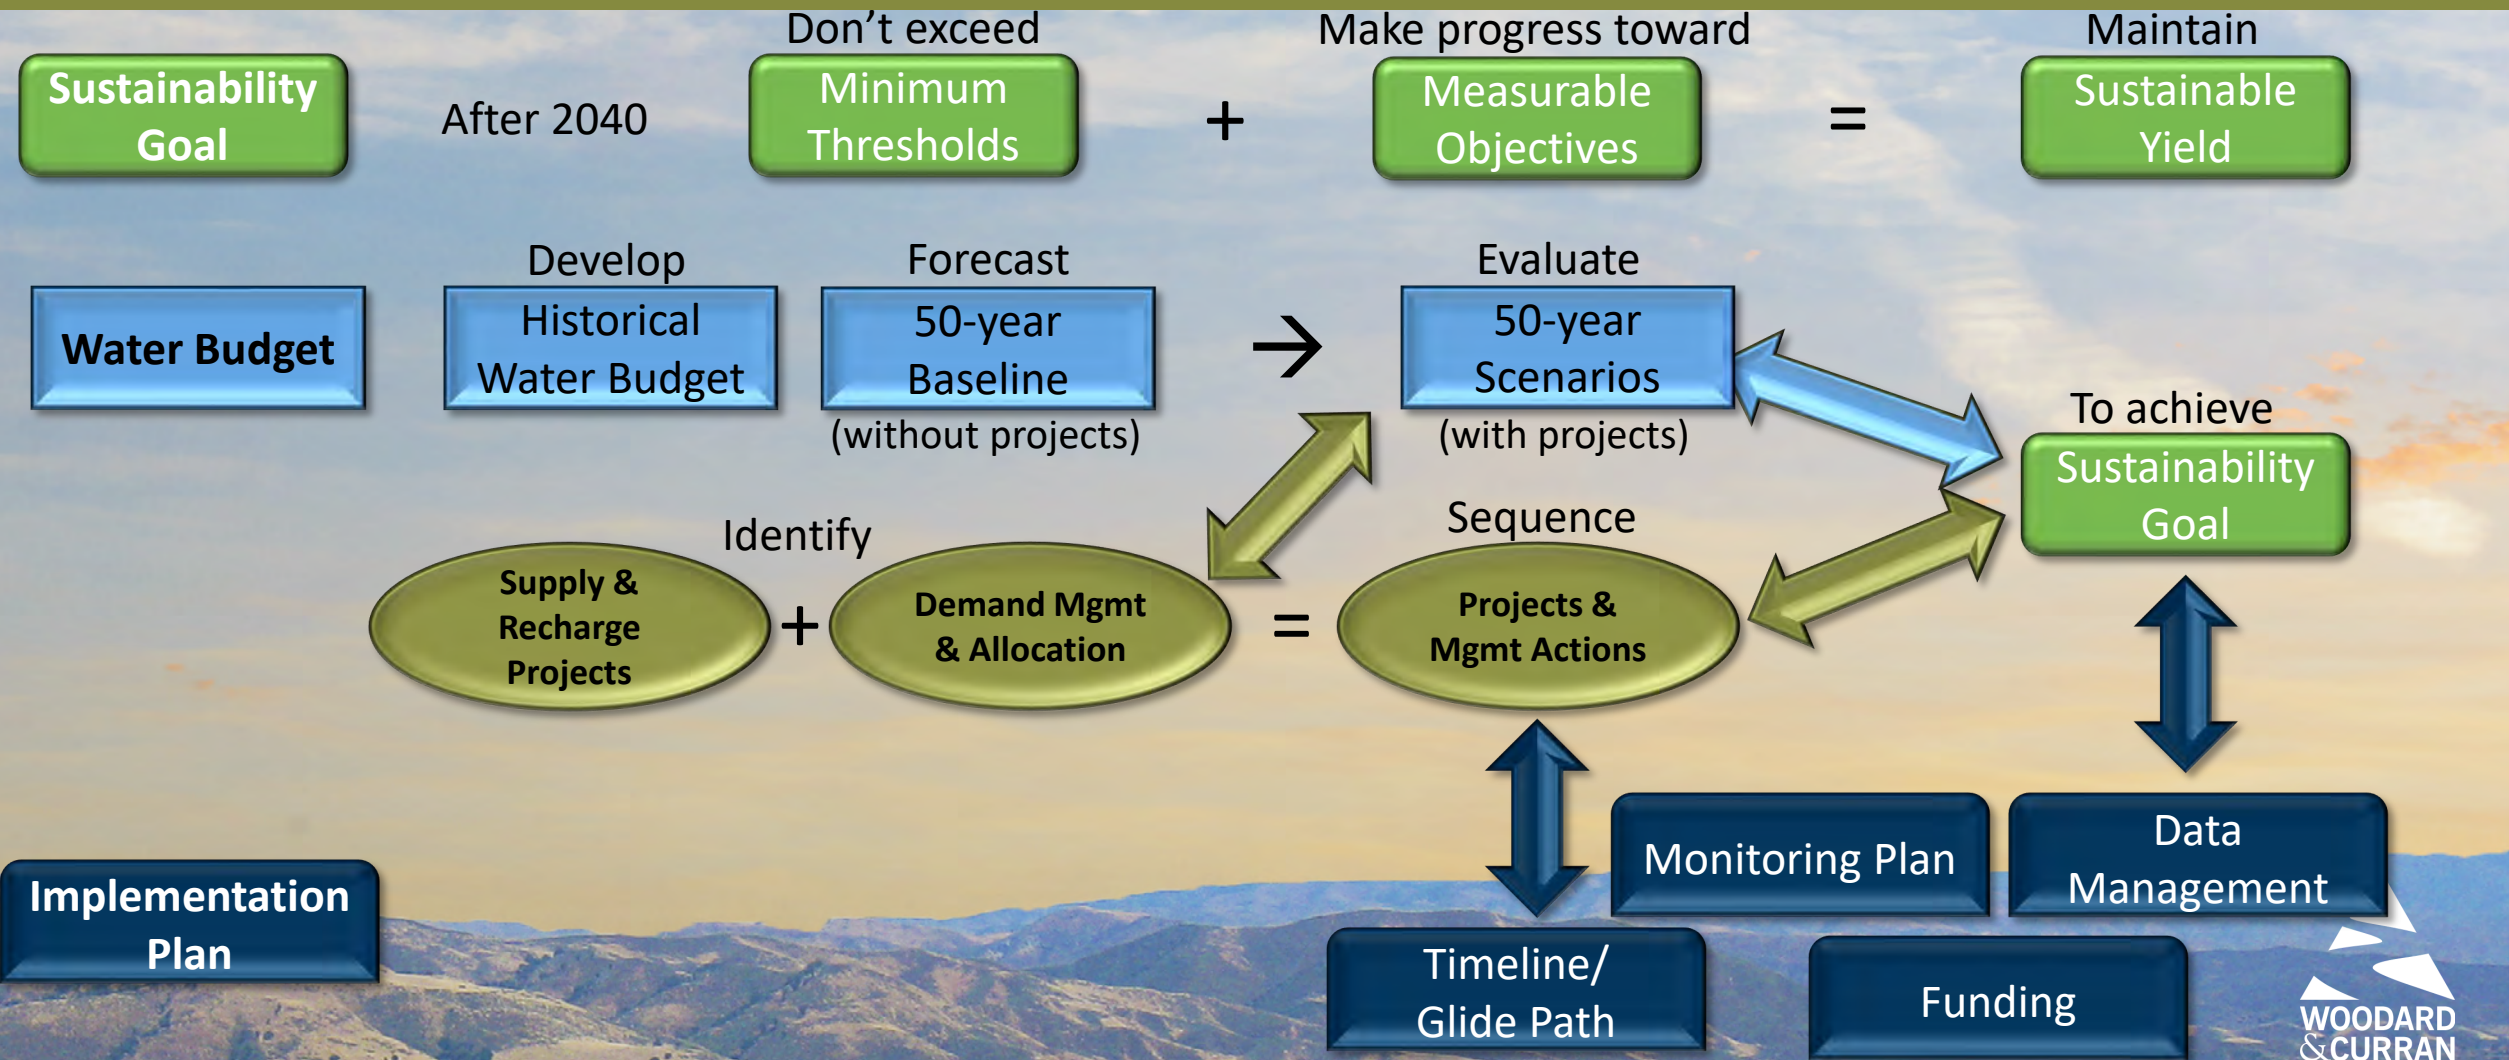 Don't exceed
Make progress toward
Maintain
Sustainability
Goal
After 2040
Minimum
Thresholds
+
Measurable
Objectives
=
Sustainable
Yield
Develop
Forecast
Evaluate
Water Budget
Historical
Water Budget
50-year
Baseline
(without projects)
→
50-year
Scenarios
(with projects)
To achieve
Sustainability
Goal
Identify
Sequence
Supply &
Recharge
Projects
+
Demand Mgmt
& Allocation
=
Projects &
Mgmt Actions
Implementation
Plan
Monitoring Plan
Data
Management
Timeline/
Glide Path
Funding
WOODARD
&CURRAN